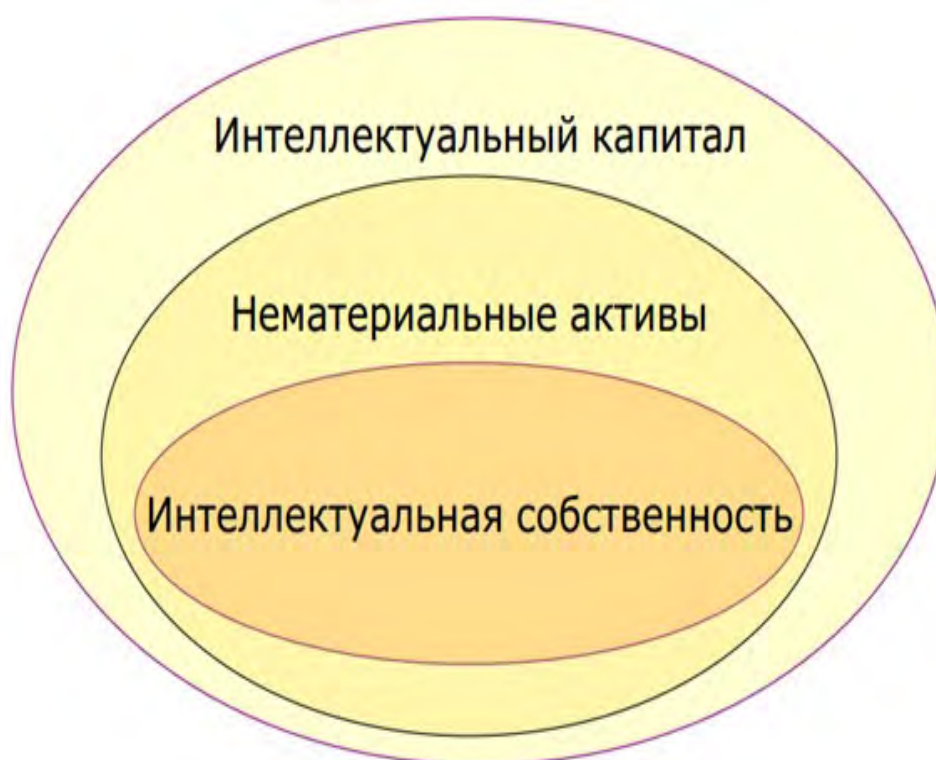 Интеллектуальный капитал
Нематериальные активы
Интеллектуальная собственность